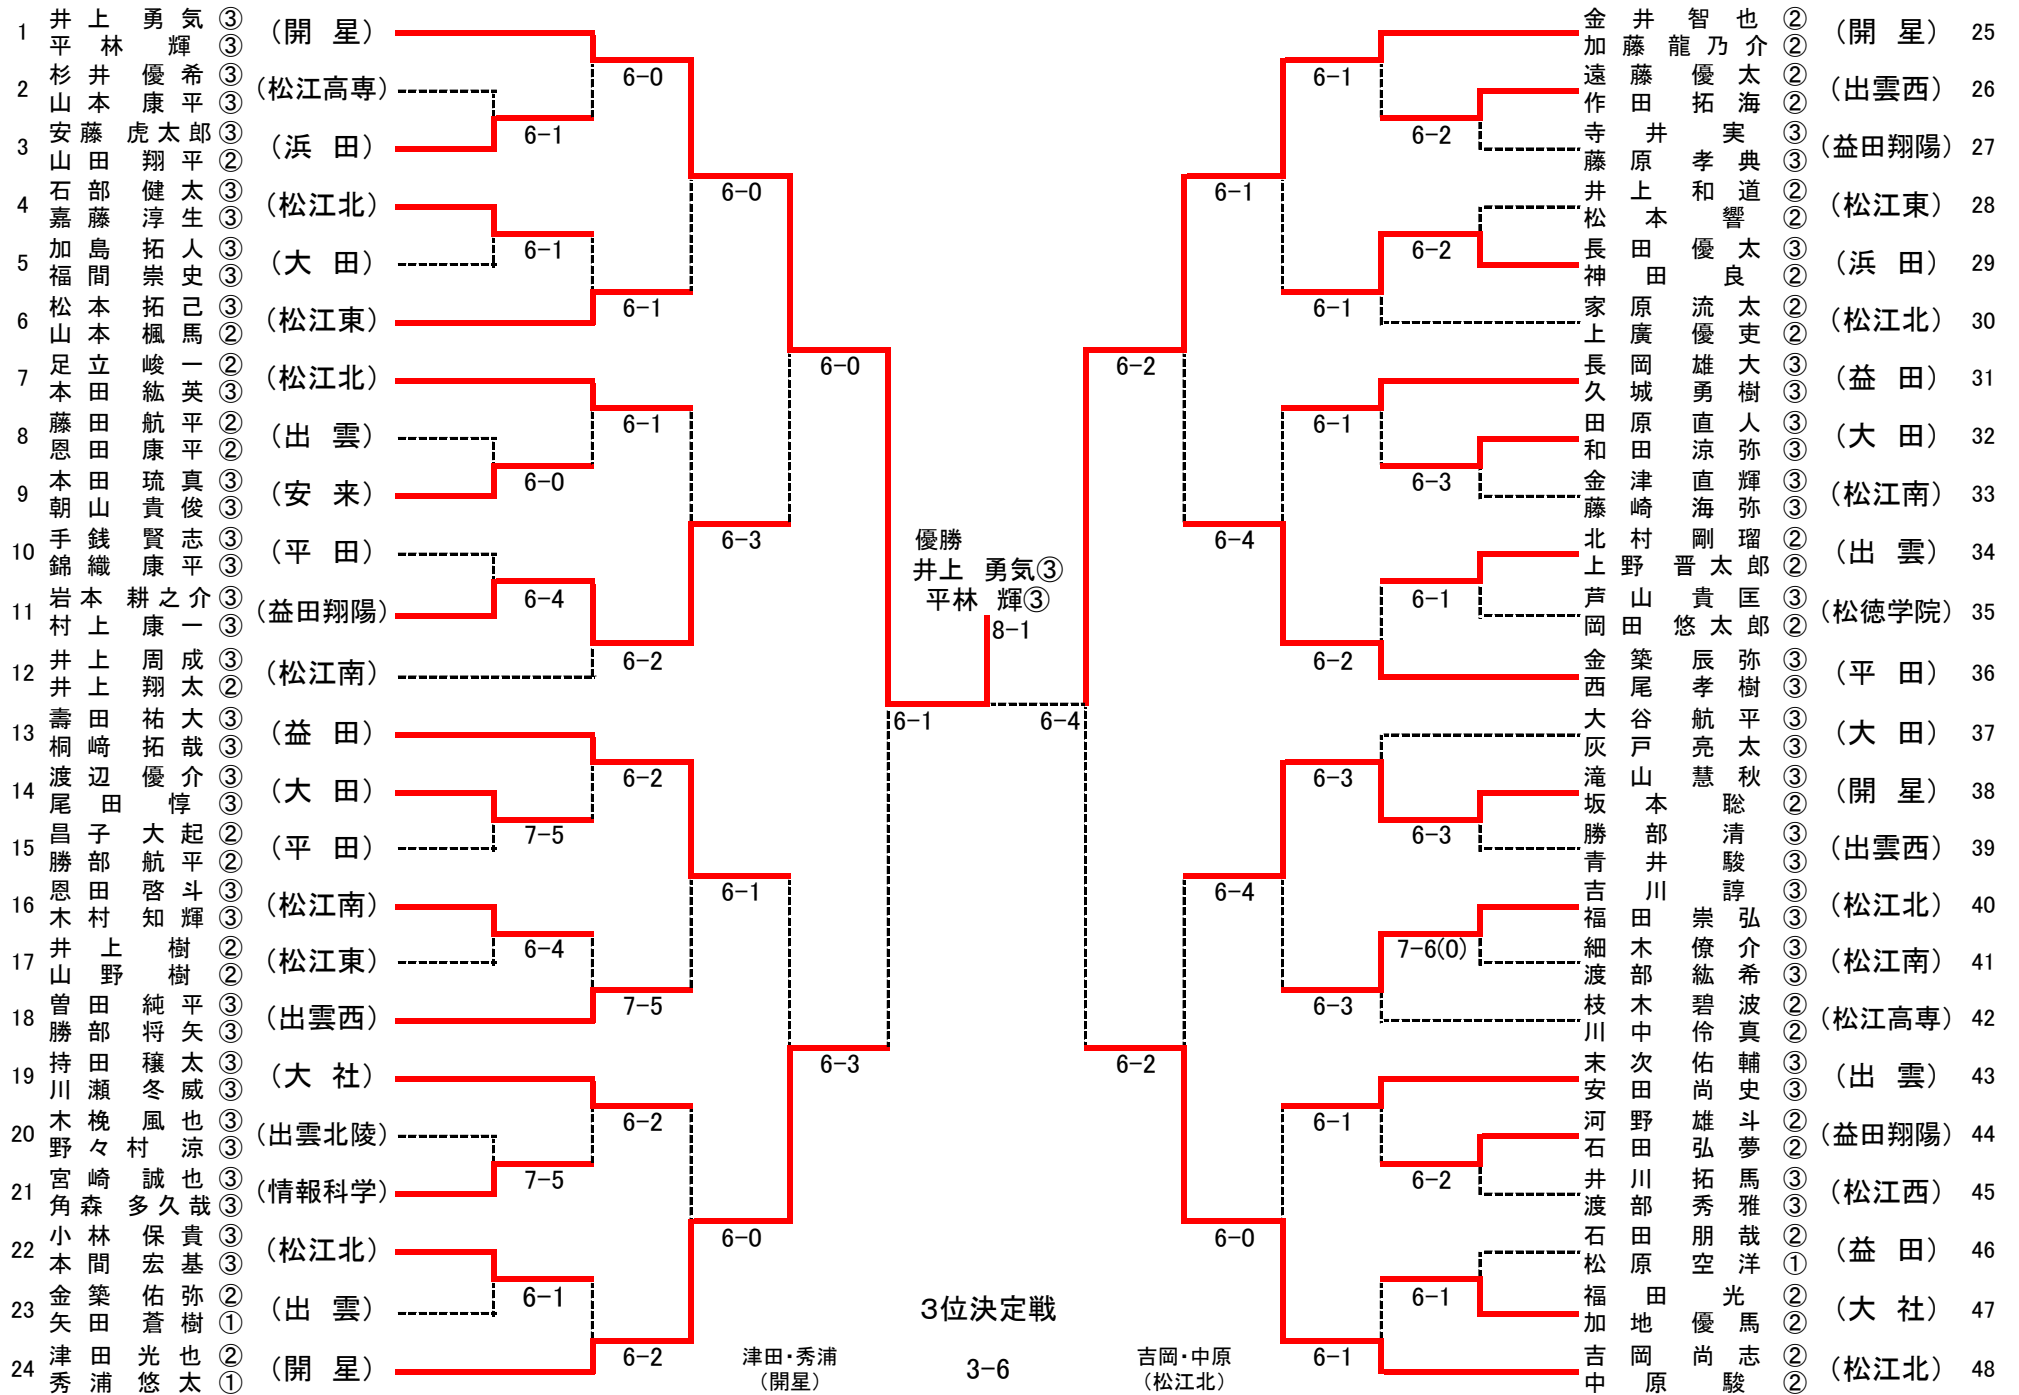 1 井上 勇気③ 平林 輝③ （開 星）
2 杉井 優希③ 山本 康平③ （松江高専）
3 安藤 虎太郎③ 山田 翔平② （浜 田）
4 石部 健太③ 嘉藤 淳生③ （松江北）
5 加島 拓人③ 福間 崇史③ （大 田）
6 松本 拓己③ 山本 楓馬② （松江東）
7 足立 峻一② 本田 紘英③ （松江北）
8 藤田 航平② 恩田 康平② （出 雲）
9 本田 琉真③ 朝山 貴俊③ （安 来）
10 手銭 賢志③ 錦織 康平③ （平 田）
11 岩本 耕之介③ 村上 康一③ （益田翔陽）
12 井上 周成③ 井上 翔太② （松江南）
13 壽田 祐大③ 桐﨑 拓哉③ （益 田）
14 渡辺 優介③ 尾田 惇③ （大 田）
15 昌子 大起② 勝部 航平② （平 田）
16 恩田 啓斗③ 木村 知輝③ （松江南）
17 井上 樹② 山野 樹② （松江東）
18 曽田 純平③ 勝部 将矢③ （出雲西）
19 持田 穣太③ 川瀬 冬威③ （大 社）
20 木梚 風也③ 野々村 涼③ （出雲北陵）
21 宮崎 誠也③ 角森 多久哉③ （情報科学）
22 小林 保貴③ 本間 宏基③ （松江北）
23 金築 佑弥② 矢田 蒼樹① （出 雲）
24 津田 光也② 秀浦 悠太① （開 星）
6-1
6-1
6-0
6-4
7-5
6-4
7-5
6-1
6-0
6-1
6-1
6-2
6-2
7-5
6-2
6-2
6-0
6-3
6-1
6-0
6-0
6-3
6-1
優勝
井上 勇気③
平林 輝③
8-1
6-4
6-2
6-2
6-1
6-4
6-4
6-0
6-1
6-1
6-1
6-2
6-3
6-3
6-1
6-1
6-2
6-2
6-3
6-1
6-3
7-6(0)
6-2
6-1
金井 智也② 加藤 龍乃介② （開 星） 25
遠藤 優太② 作田 拓海② （出雲西） 26
寺井 実③ 藤原 孝典③ （益田翔陽） 27
井上 和道② 松本 響② （松江東） 28
長田 優太③ 神田 良② （浜 田） 29
家原 流太② 上廣 優吏② （松江北） 30
長岡 雄大③ 久城 勇樹③ （益 田） 31
田原 直人③ 和田 涼弥③ （大 田） 32
金津 直輝③ 藤崎 海弥③ （松江南） 33
北村 剛瑠② 上野 晋太郎② （出 雲） 34
芦山 貴匡③ 岡田 悠太郎② （松徳学院） 35
金築 辰弥③ 西尾 孝樹③ （平 田） 36
大谷 航平③ 灰戸 亮太③ （大 田） 37
滝山 慧秋③ 坂本 聡② （開 星） 38
勝部 清③ 青井 駿③ （出雲西） 39
吉川 諄③ 福田 崇弘③ （松江北） 40
細木 僚介③ 渡部 紘希③ （松江南） 41
枝木 碧波② 川中 伶真② （松江高専） 42
末次 佑輔③ 安田 尚史③ （出 雲） 43
河野 雄斗② 石田 弘夢② （益田翔陽） 44
井川 拓馬③ 渡部 秀雅③ （松江西） 45
石田 朋哉② 松原 空洋① （益 田） 46
福田 光② 加地 優馬② （大 社） 47
吉岡 尚志② 中原 駿② （松江北） 48
3位決定戦
津田・秀浦 3-6 吉岡・中原
（開星） （松江北）